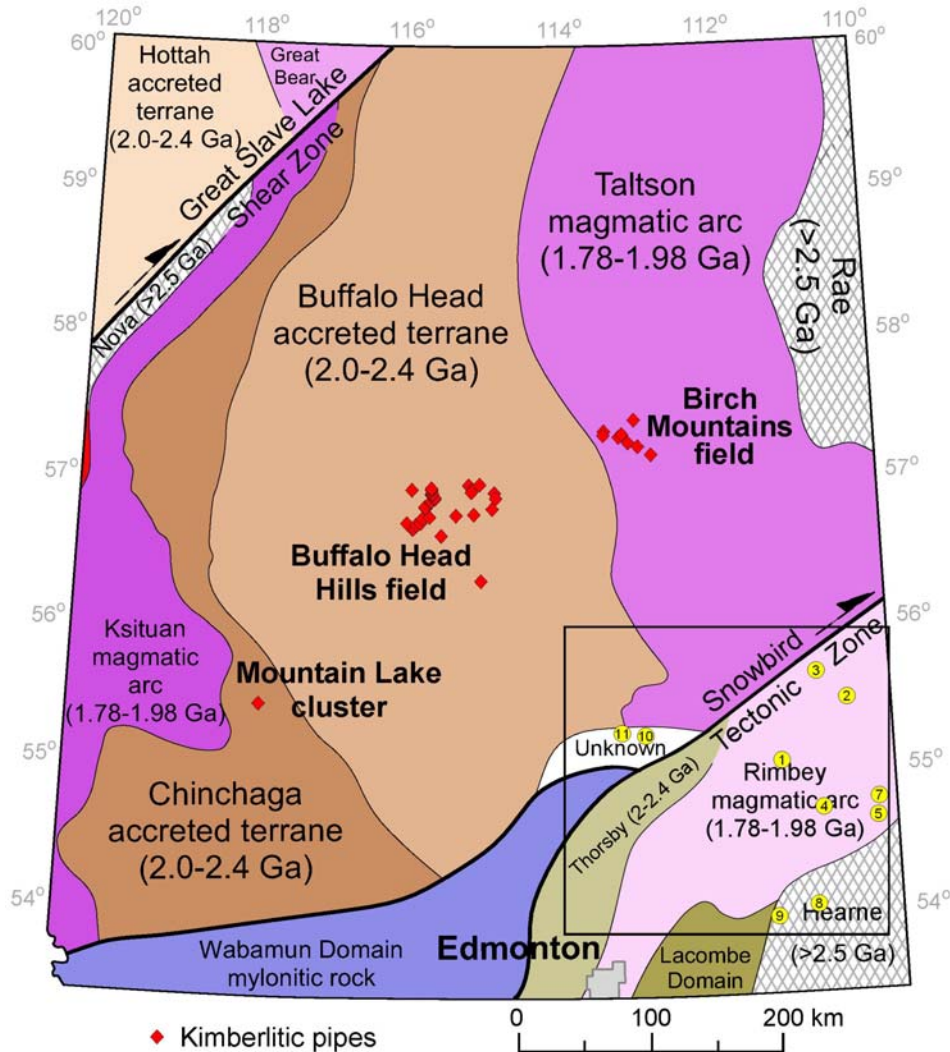 120°
118°
116°
114°
112°
110°
60°
60°
Hottah
accreted
terrane
(2.0-2.4 Ga)
Great
Bear
Great Slave Lake
Shear Zone
Nova (>2.5 Ga)
59°
59°
Taltson
magmatic arc
(1.78-1.98 Ga)
Rae
(>2.5 Ga)
Buffalo Head
accreted terrane
(2.0-2.4 Ga)
58°
58°
Birch
Mountains
field
57°
57°
Buffalo Head
Hills field
56°
56°
Ksituan
magmatic
arc
(1.78-1.98 Ga)
Mountain Lake
cluster
Snowbird
Tectonic Zone
3
2
11
10
Unknown
55°
55°
1
Rimbey
magmatic arc
(1.78-1.98 Ga)
7
4
5
Chinchaga
accreted terrane
(2.0-2.4 Ga)
Thorsby (2-2.4 Ga)
54°
54°
8
9
Hearne
(>2.5 Ga)
Edmonton
Wabamun Domain
mylonitic rock
Lacombe
Domain
Kimberlitic pipes
0
100
200 km